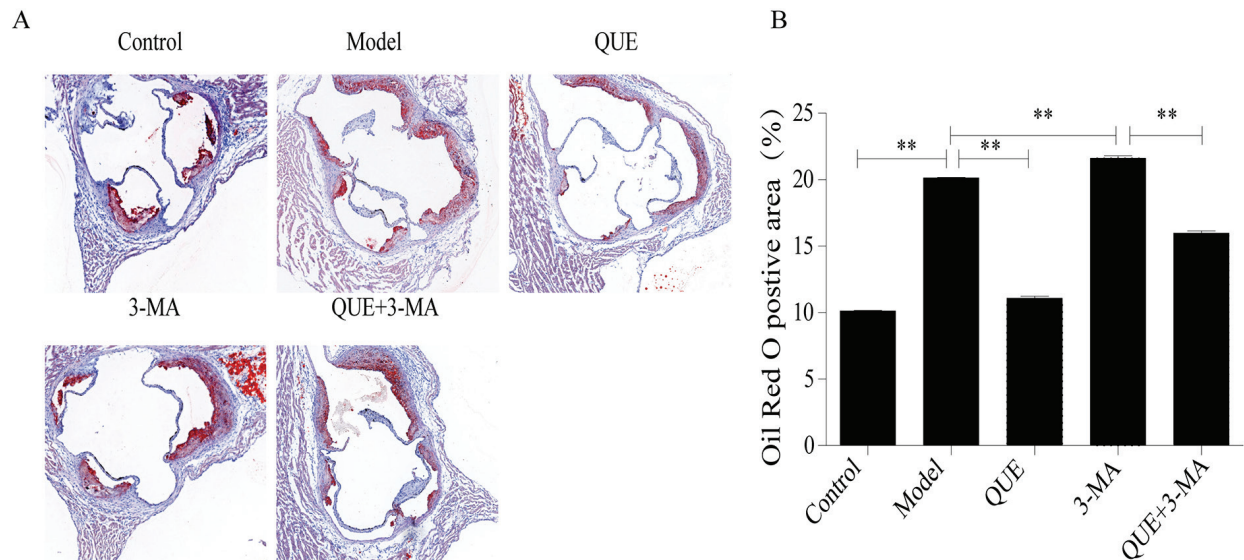 A
Control
Model
QUE
3-MA
QUE+3-MA
B
Oil Red O postive area (%)
25
20
15
10
5
0
**
**
**
**
Control
Model
QUE
3-MA
QUE+3-MA